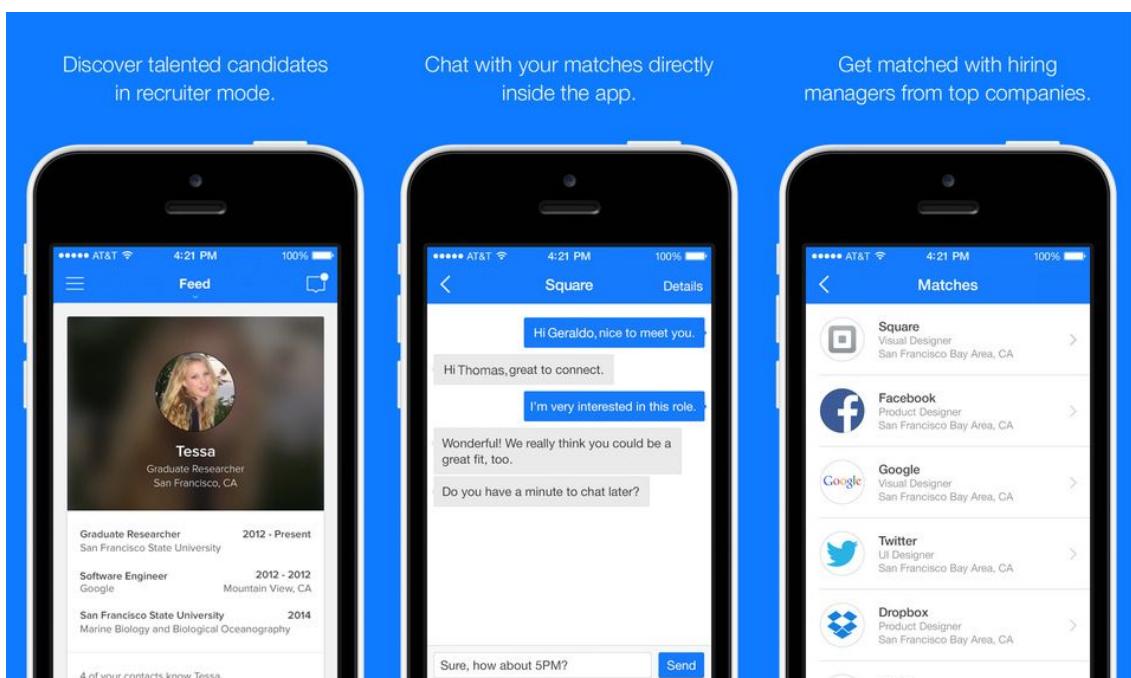 Discover talented candidates
in recruiter mode.
AT&T
4:21 PM
100%
Feed
Tessa
Graduate Researcher
San Francisco, CA
Graduate Researcher
2012 - Present
San Francisco State University
Software Engineer
2012 - 2012
Google
Mountain View, CA
San Francisco State University
2014
Marine Biology and Biological Oceanography
4 of your contacts know Tessa.
Chat with your matches directly
inside the app.
AT&T
4:21 PM
100%
Square
Details
Hi Geraldo, nice to meet you.
Hi Thomas, great to connect.
I'm very interested in this role.
Wonderful! We really think you could be a
great fit, too.
Do you have a minute to chat later?
Sure, how about 5PM?
Send
Get matched with hiring
managers from top companies.
AT&T
4:21 PM
100%
Matches
Square
Visual Designer
San Francisco Bay Area, CA
f
Facebook
Product Designer
San Francisco Bay Area, CA
Google
Google
Visual Designer
San Francisco Bay Area, CA
Twitter
UI Designer
San Francisco Bay Area, CA
Dropbox
Product Designer
San Francisco Bay Area, CA